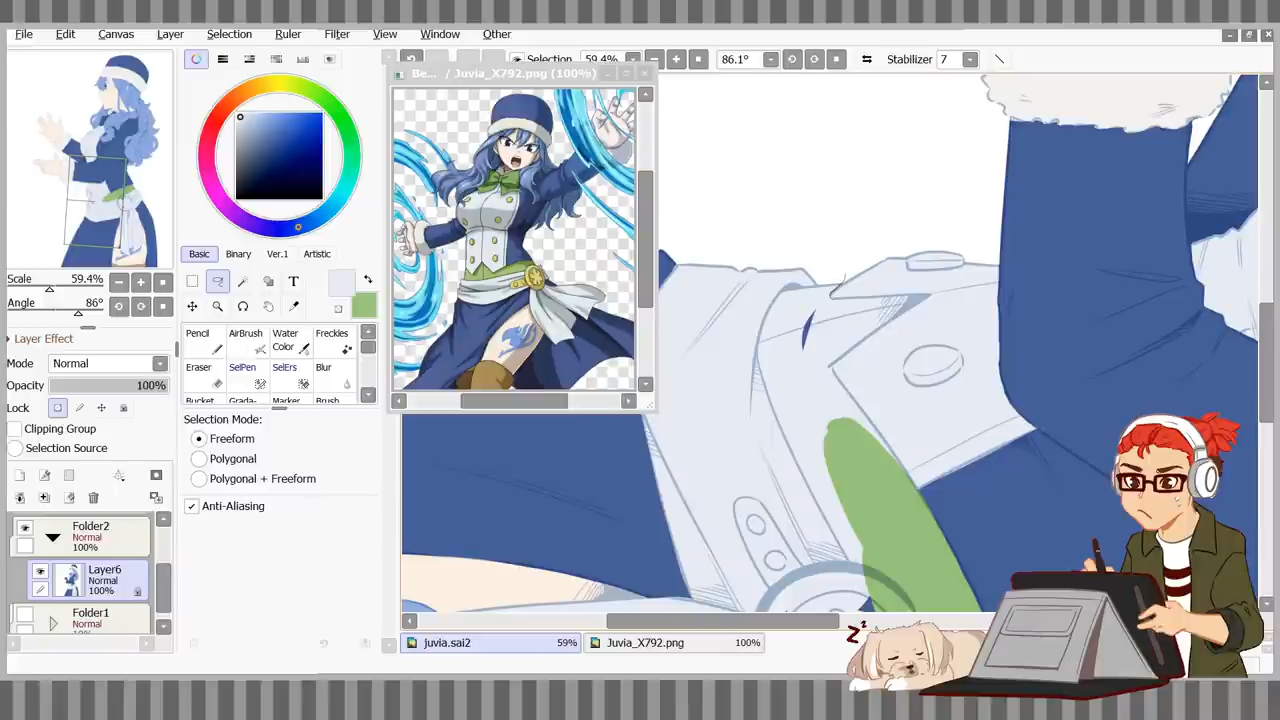 File Edit Canvas Layer Selection Ruler Filter View Window Other
Selection 59.4% 86.1° Stabilizer 7
Be... / Juvia_X792.png (100%)
Basic Binary Ver.1 Artistic
Scale 59.4%
Angle 86°
T
Layer Effect
Mode Normal
Opacity 100%
Lock
Clipping Group
Selection Source
Pencil AirBrush Water Color Freckles
Eraser SelPen SelErs Blur
Bucket Grada- Marker Brush
Selection Mode:
Freeform
Polygonal
Polygonal + Freeform
Anti-Aliasing
Folder2
Normal
100%
Layer6
Normal
100%
Folder1
Normal
juvia.sai2 59% Juvia_X792.png 100%
Z z z